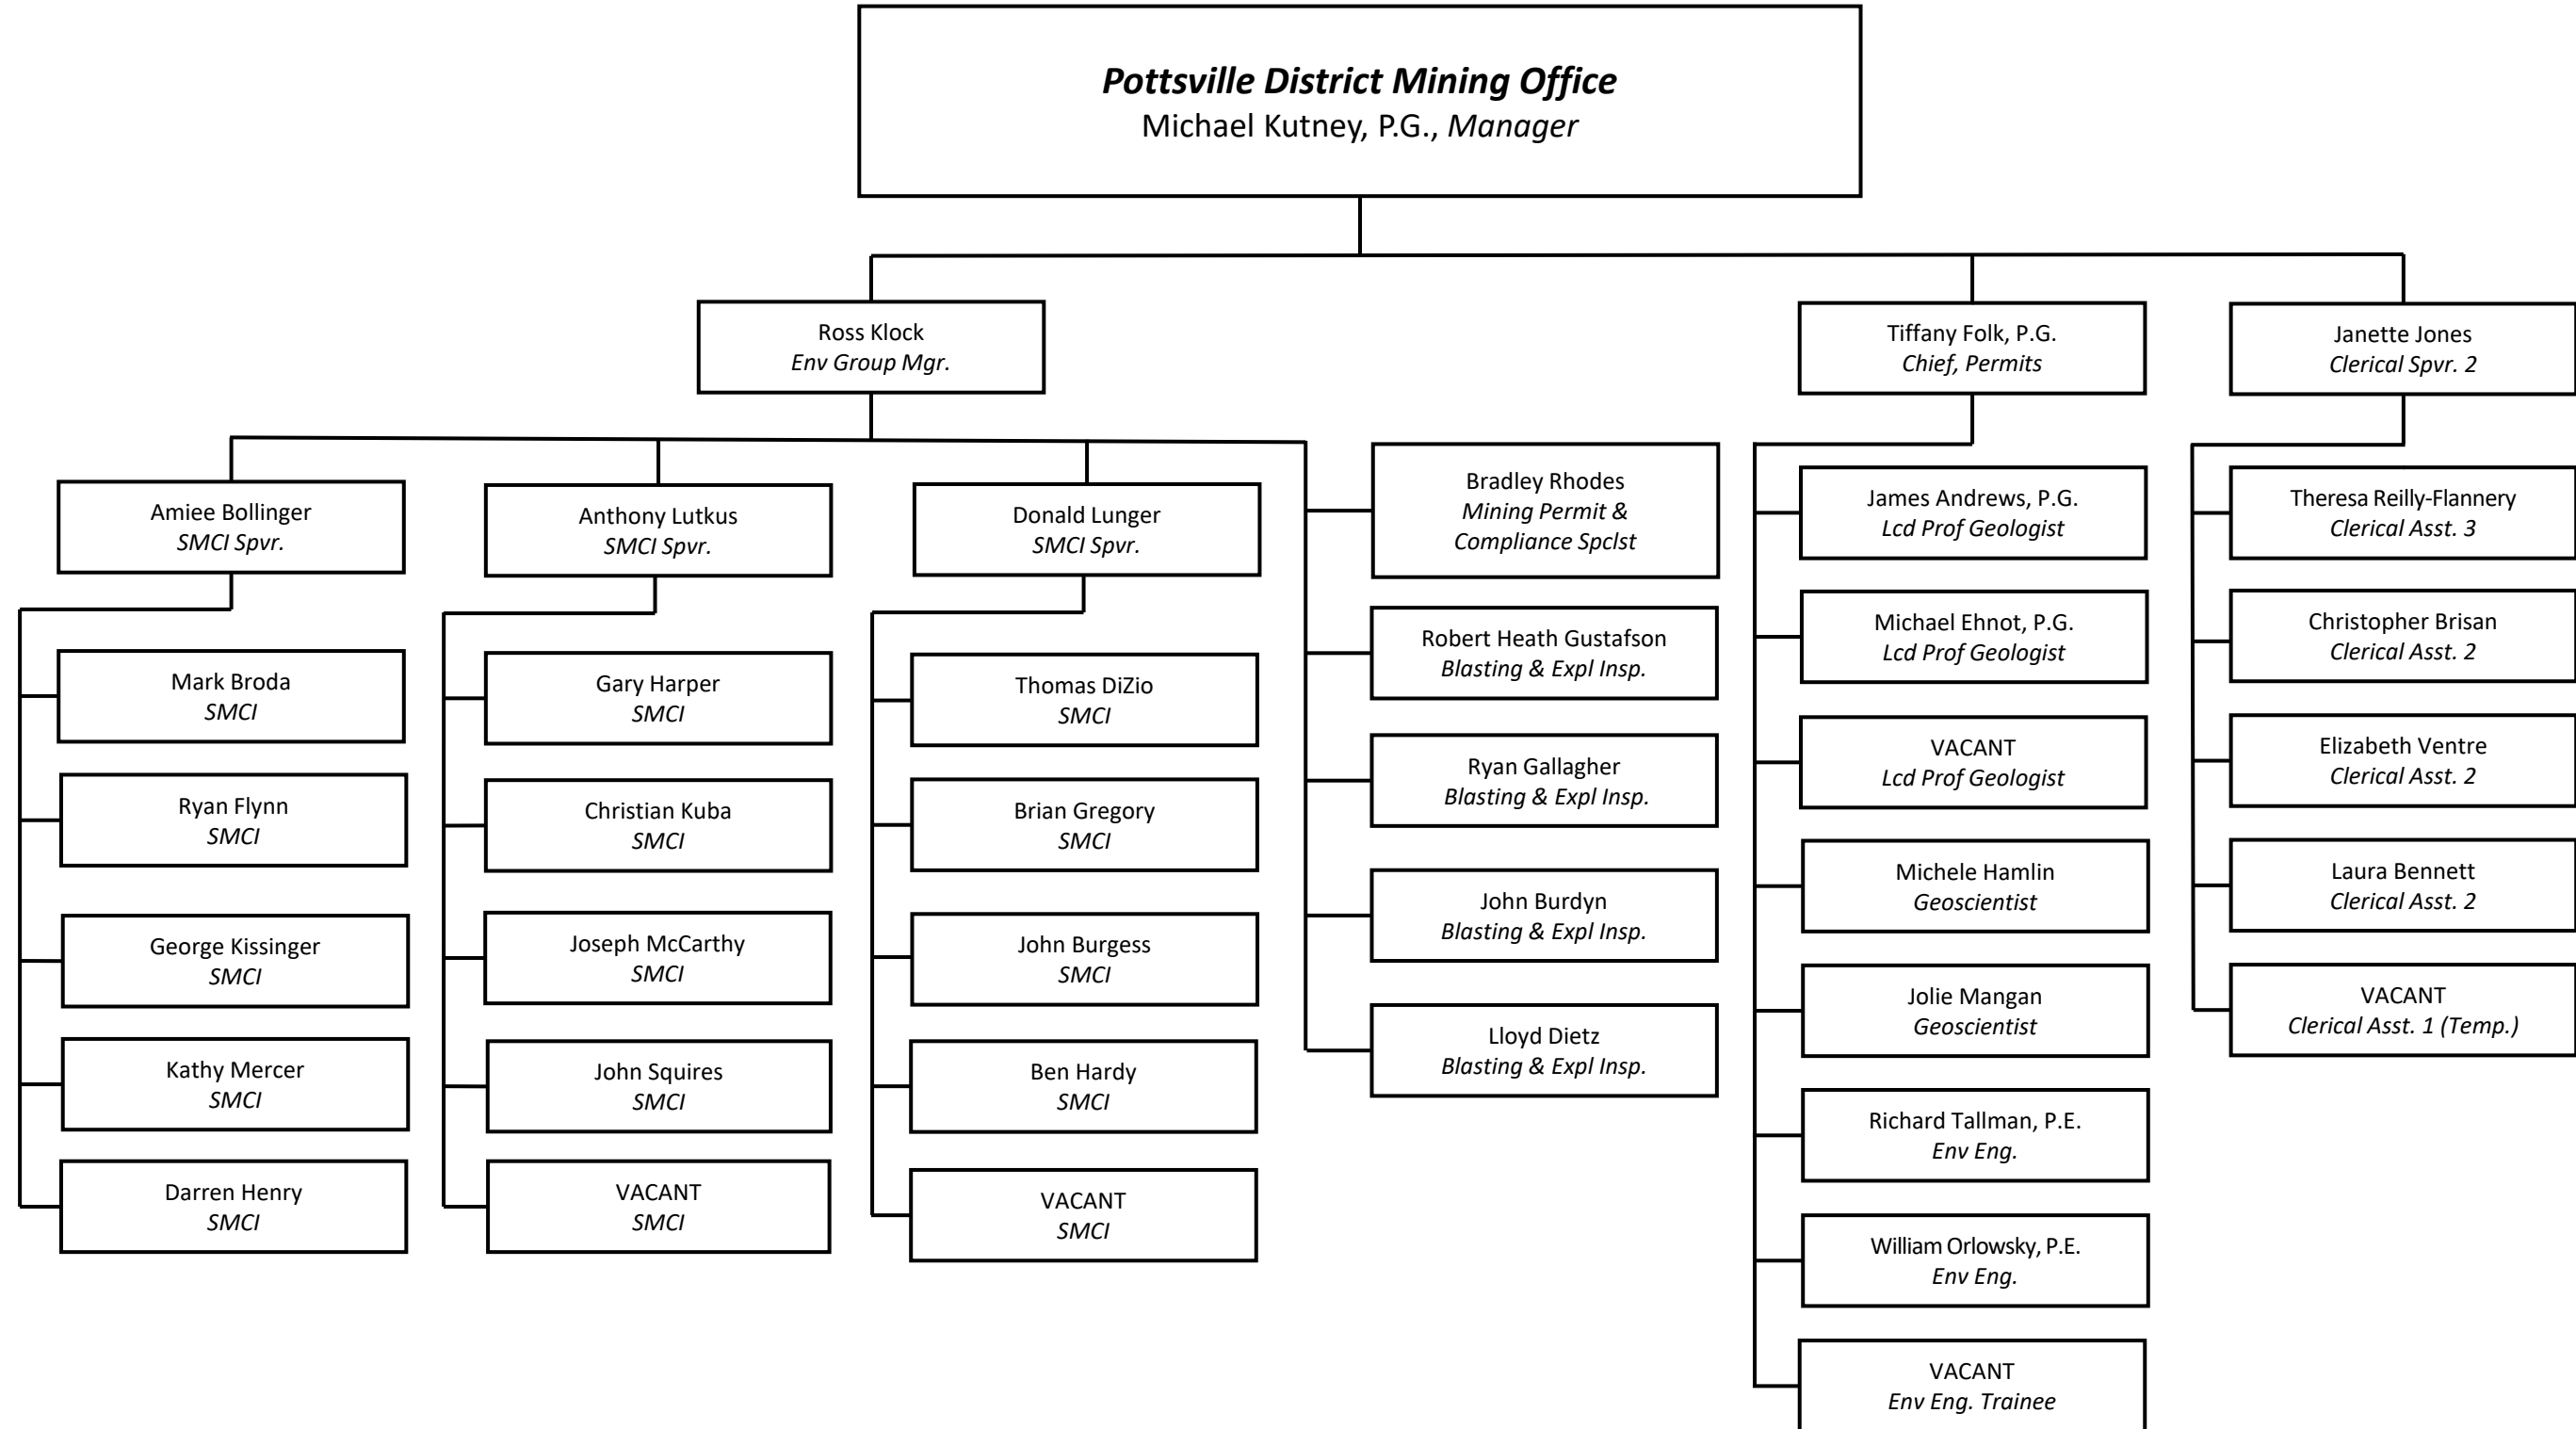 Pottsville District Mining Office
Michael Kutney, P.G., Manager
Ross Klock
Env Group Mgr.
Tiffany Folk, P.G.
Chief, Permits
Janette Jones
Clerical Spvr. 2
Amiee Bollinger
SMCI Spvr.
Mark Broda
SMCI
Ryan Flynn
SMCI
George Kissinger
SMCI
Kathy Mercer
SMCI
Darren Henry
SMCI
Anthony Lutkus
SMCI Spvr.
Gary Harper
SMCI
Christian Kuba
SMCI
Joseph McCarthy
SMCI
John Squires
SMCI
VACANT
SMCI
Donald Lunger
SMCI Spvr.
Thomas DiZio
SMCI
Brian Gregory
SMCI
John Burgess
SMCI
Ben Hardy
SMCI
VACANT
SMCI
Bradley Rhodes
Mining Permit &
Compliance Spclst
Robert Heath Gustafson
Blasting & Expl Insp.
Ryan Gallagher
Blasting & Expl Insp.
John Burdyn
Blasting & Expl Insp.
Lloyd Dietz
Blasting & Expl Insp.
James Andrews, P.G.
Lcd Prof Geologist
Michael Ehnot, P.G.
Lcd Prof Geologist
VACANT
Lcd Prof Geologist
Michele Hamlin
Geoscientist
Jolie Mangan
Geoscientist
Richard Tallman, P.E.
Env Eng.
William Orlowsky, P.E.
Env Eng.
VACANT
Env Eng. Trainee
Theresa Reilly-Flannery
Clerical Asst. 3
Christopher Brisan
Clerical Asst. 2
Elizabeth Ventre
Clerical Asst. 2
Laura Bennett
Clerical Asst. 2
VACANT
Clerical Asst. 1 (Temp.)